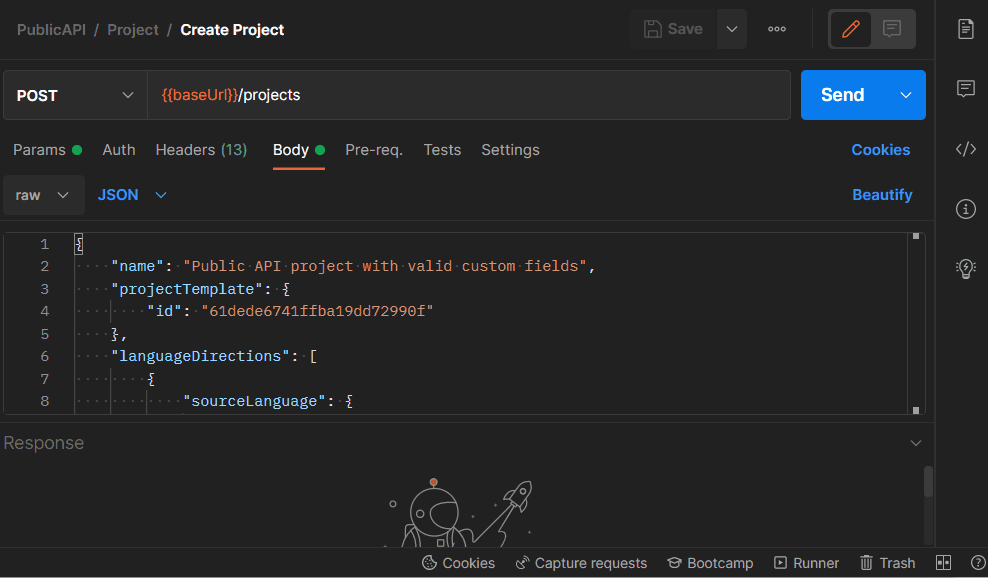 PublicAPI / Project / Create Project
Save
POST
{{baseUrl}}/projects
Send
Params Auth Headers (13) Body Pre-req. Tests Settings Cookies
raw JSON Beautify
1 {
2 "name": "Public API project with valid custom fields",
3 "projectTemplate": {
4 "id": "61dede6741ffba19dd72990f"
5 },
6 "languageDirections": [
7 {
8 "sourceLanguage": {
Response
Cookies Capture requests Bootcamp Runner Trash